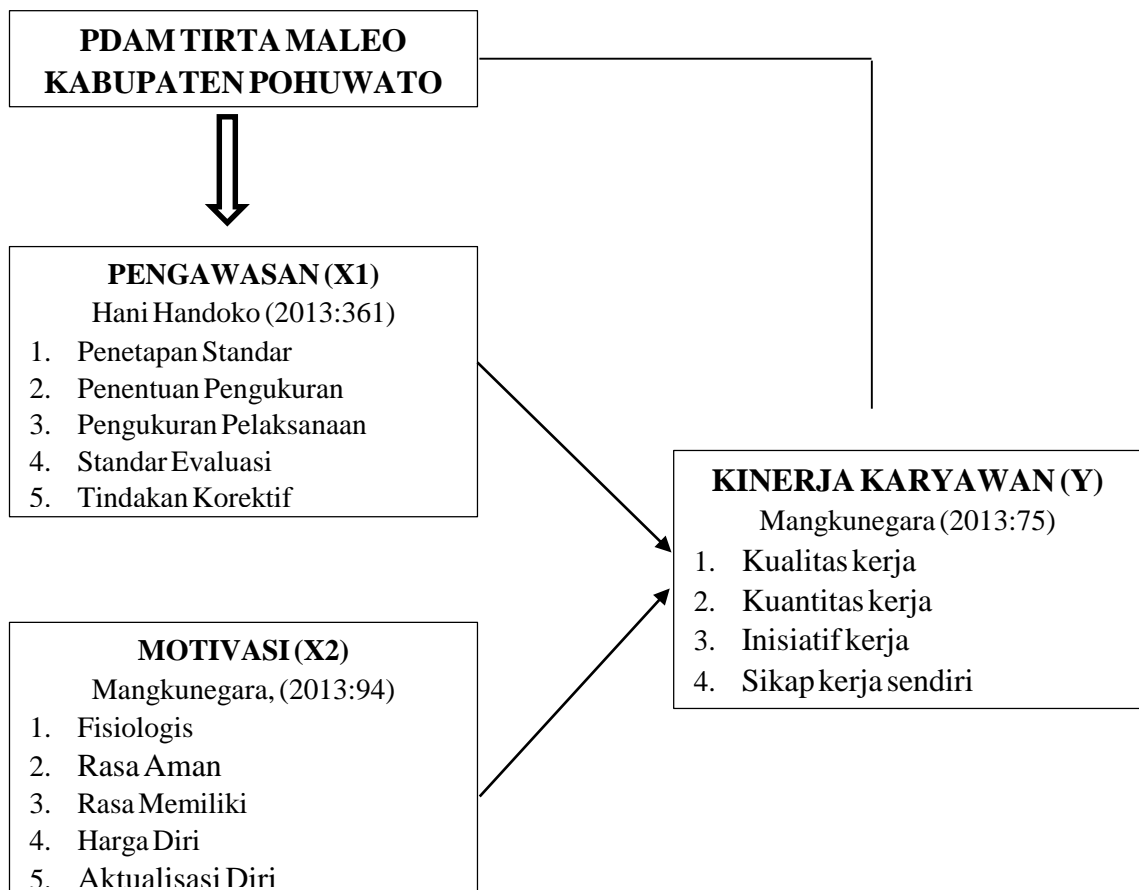 PDAM TIRTA MALEO
KABUPATEN POHUWATO
PENGAWASAN (X1)
Hani Handoko (2013:361)
1. Penetapan Standar
2. Penentuan Pengukuran
3. Pengukuran Pelaksanaan
4. Standar Evaluasi
5. Tindakan Korektif
KINERJA KARYAWAN (Y)
Mangkunegara (2013:75)
1. Kualitas kerja
2. Kuantitas kerja
3. Inisiatif kerja
4. Sikap kerja sendiri
MOTIVASI (X2)
Mangkunegara, (2013:94)
1. Fisiologis
2. Rasa Aman
3. Rasa Memiliki
4. Harga Diri
5. Aktualisasi Diri